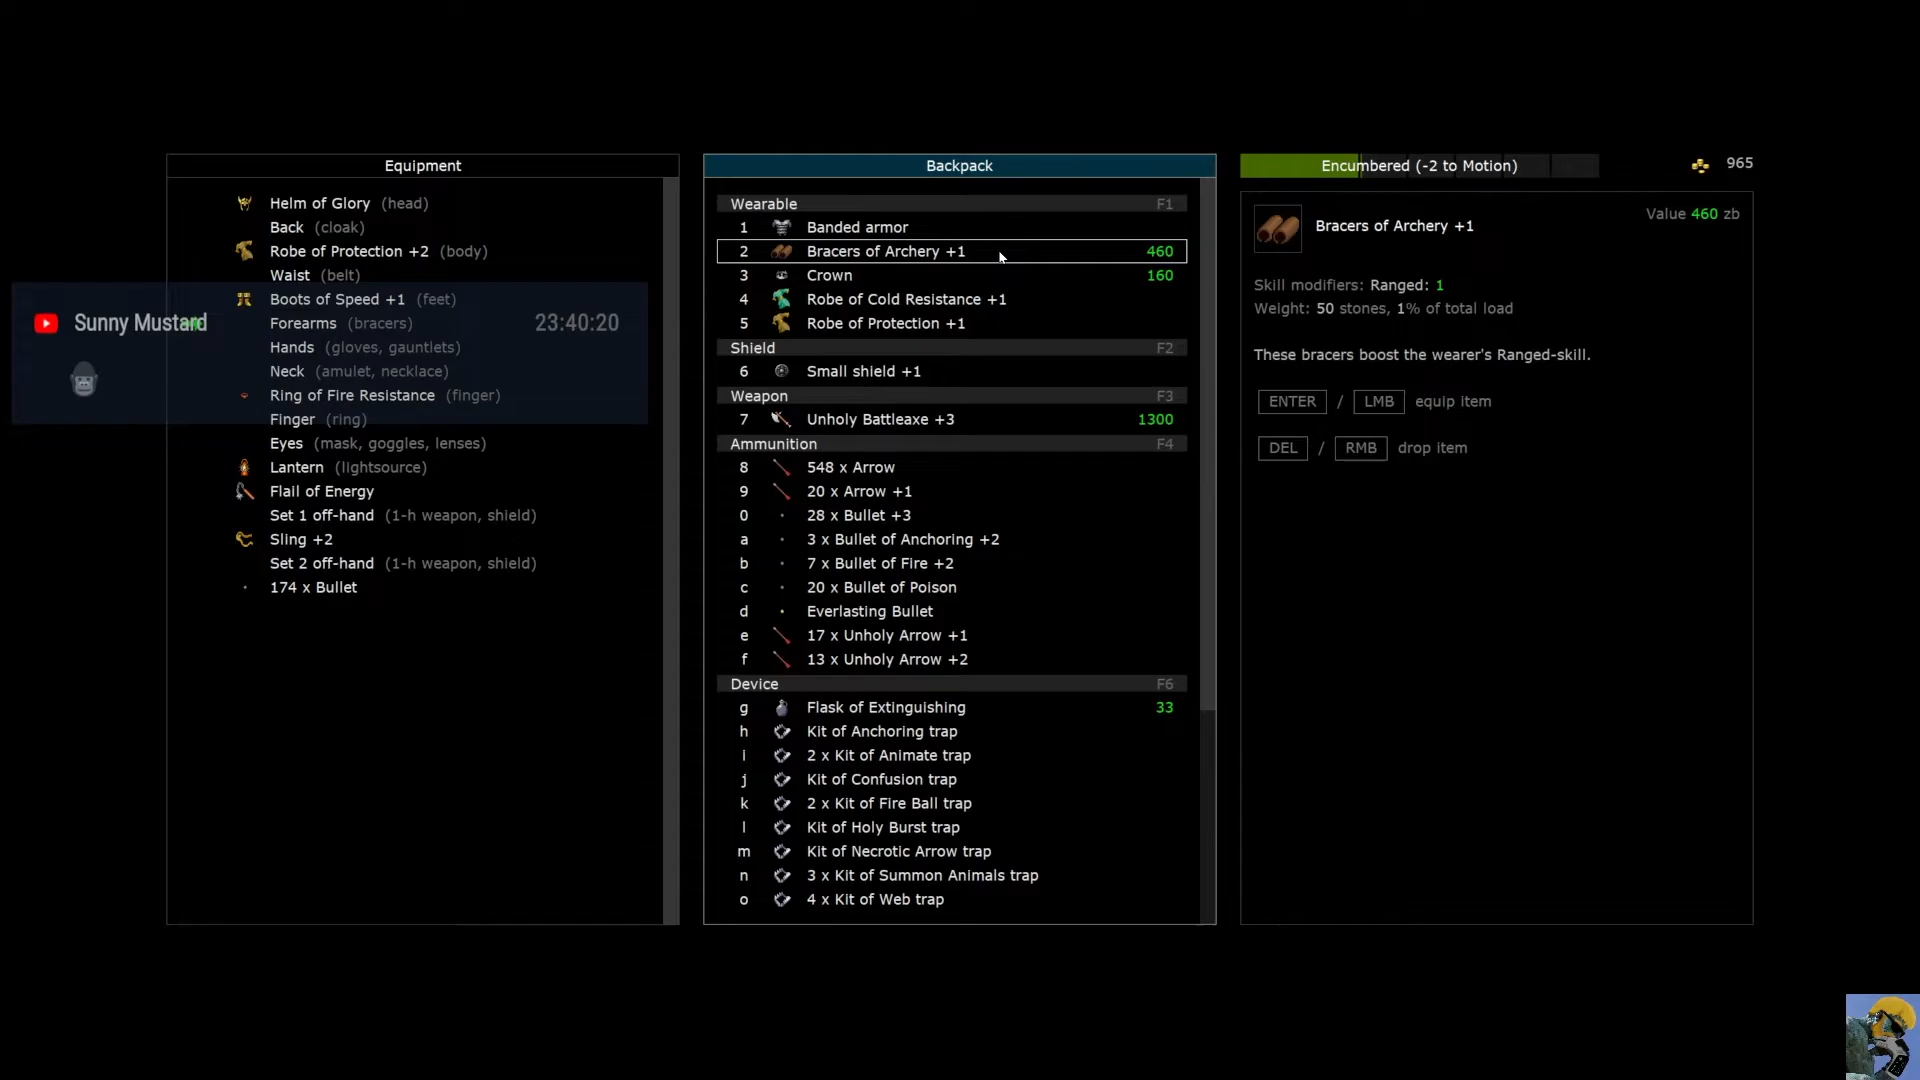 Equipment
Helm of Glory (head)
Back (cloak)
Robe of Protection +2 (body)
Waist (belt)
Boots of Speed +1 (feet)
Forearms (bracers)
Hands (gloves, gauntlets)
Neck (amulet, necklace)
Ring of Fire Resistance (finger)
Finger (ring)
Eyes (mask, goggles, lenses)
Lantern (lightsource)
Flail of Energy
Set 1 off-hand (1-h weapon, shield)
Sling +2
Set 2 off-hand (1-h weapon, shield)
174 x Bullet
Sunny Mustard 23:40:20
Backpack
Wearable F1
1 Banded armor
2 Bracers of Archery +1 460
3 Crown 160
4 Robe of Cold Resistance +1
5 Robe of Protection +1
Shield F2
6 Small shield +1
Weapon F3
7 Unholy Battleaxe +3 1300
Ammunition F4
8 548 x Arrow
9 20 x Arrow +1
0 28 x Bullet +3
a 3 x Bullet of Anchoring +2
b 7 x Bullet of Fire +2
c 20 x Bullet of Poison
d Everlasting Bullet
e 17 x Unholy Arrow +1
f 13 x Unholy Arrow +2
Device F6
g Flask of Extinguishing 33
h Kit of Anchoring trap
i 2 x Kit of Animate trap
j Kit of Confusion trap
k 2 x Kit of Fire Ball trap
l Kit of Holy Burst trap
m Kit of Necrotic Arrow trap
n 3 x Kit of Summon Animals trap
o 4 x Kit of Web trap
Encumbered (-2 to Motion) 965
Value 460 zb
Bracers of Archery +1
Skill modifiers: Ranged: 1
Weight: 50 stones, 1% of total load
These bracers boost the wearer's Ranged-skill.
ENTER / LMB equip item
DEL / RMB drop item